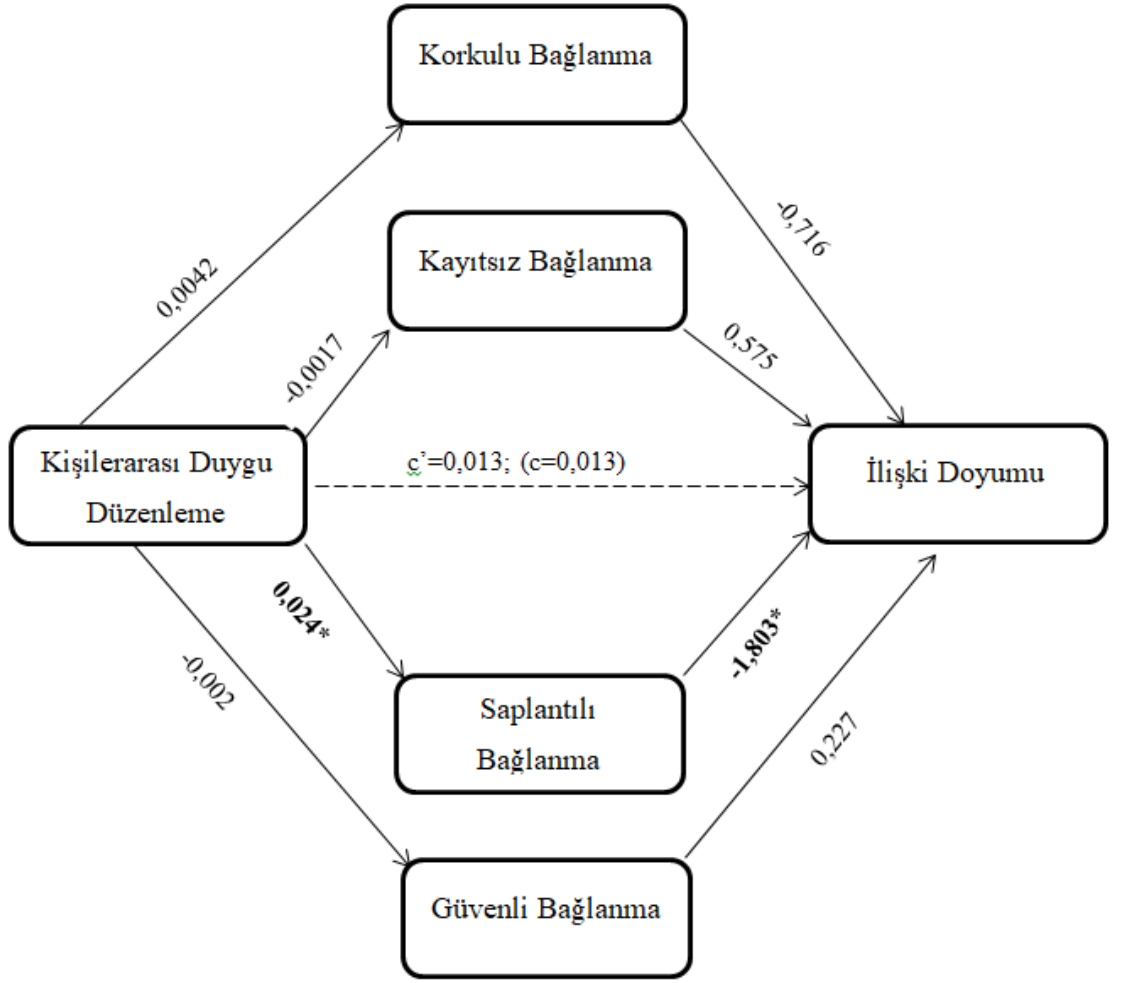 Korkulu Bağlanma
-0,716
0,0042
Kayıtsız Bağlanma
-0,0017
0,575
Kişilerarası Duygu
Düzenleme
c’=0,013; (c=0,013)
İlişki Doyumu
0,024*
-1,803*
-0,002
Saplantılı
Bağlanma
0,227
Güvenli Bağlanma